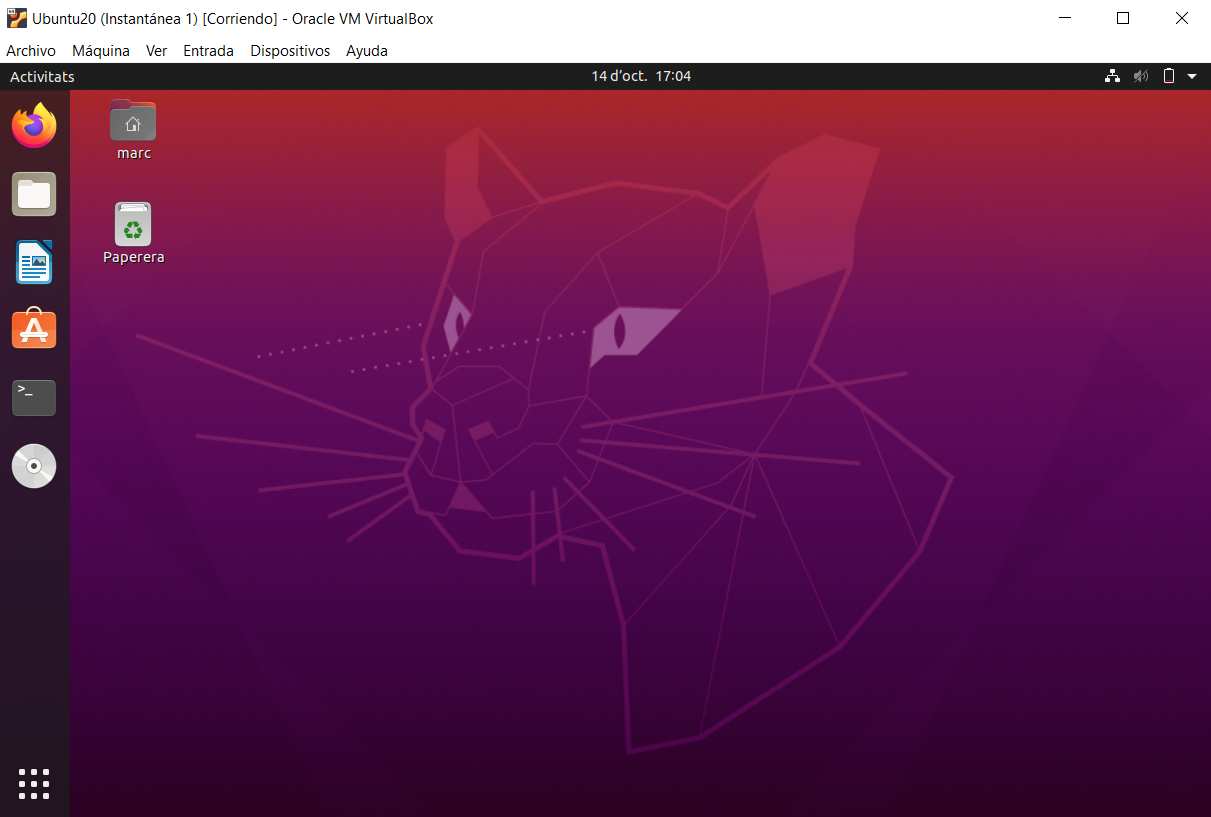 Ubuntu20 (Instantánea 1) [Corriendo] - Oracle VM VirtualBox
Archivo Máquina Ver Entrada Dispositivos Ayuda
Activitats 14 d’oct. 17:04
marc
Paperera
>_